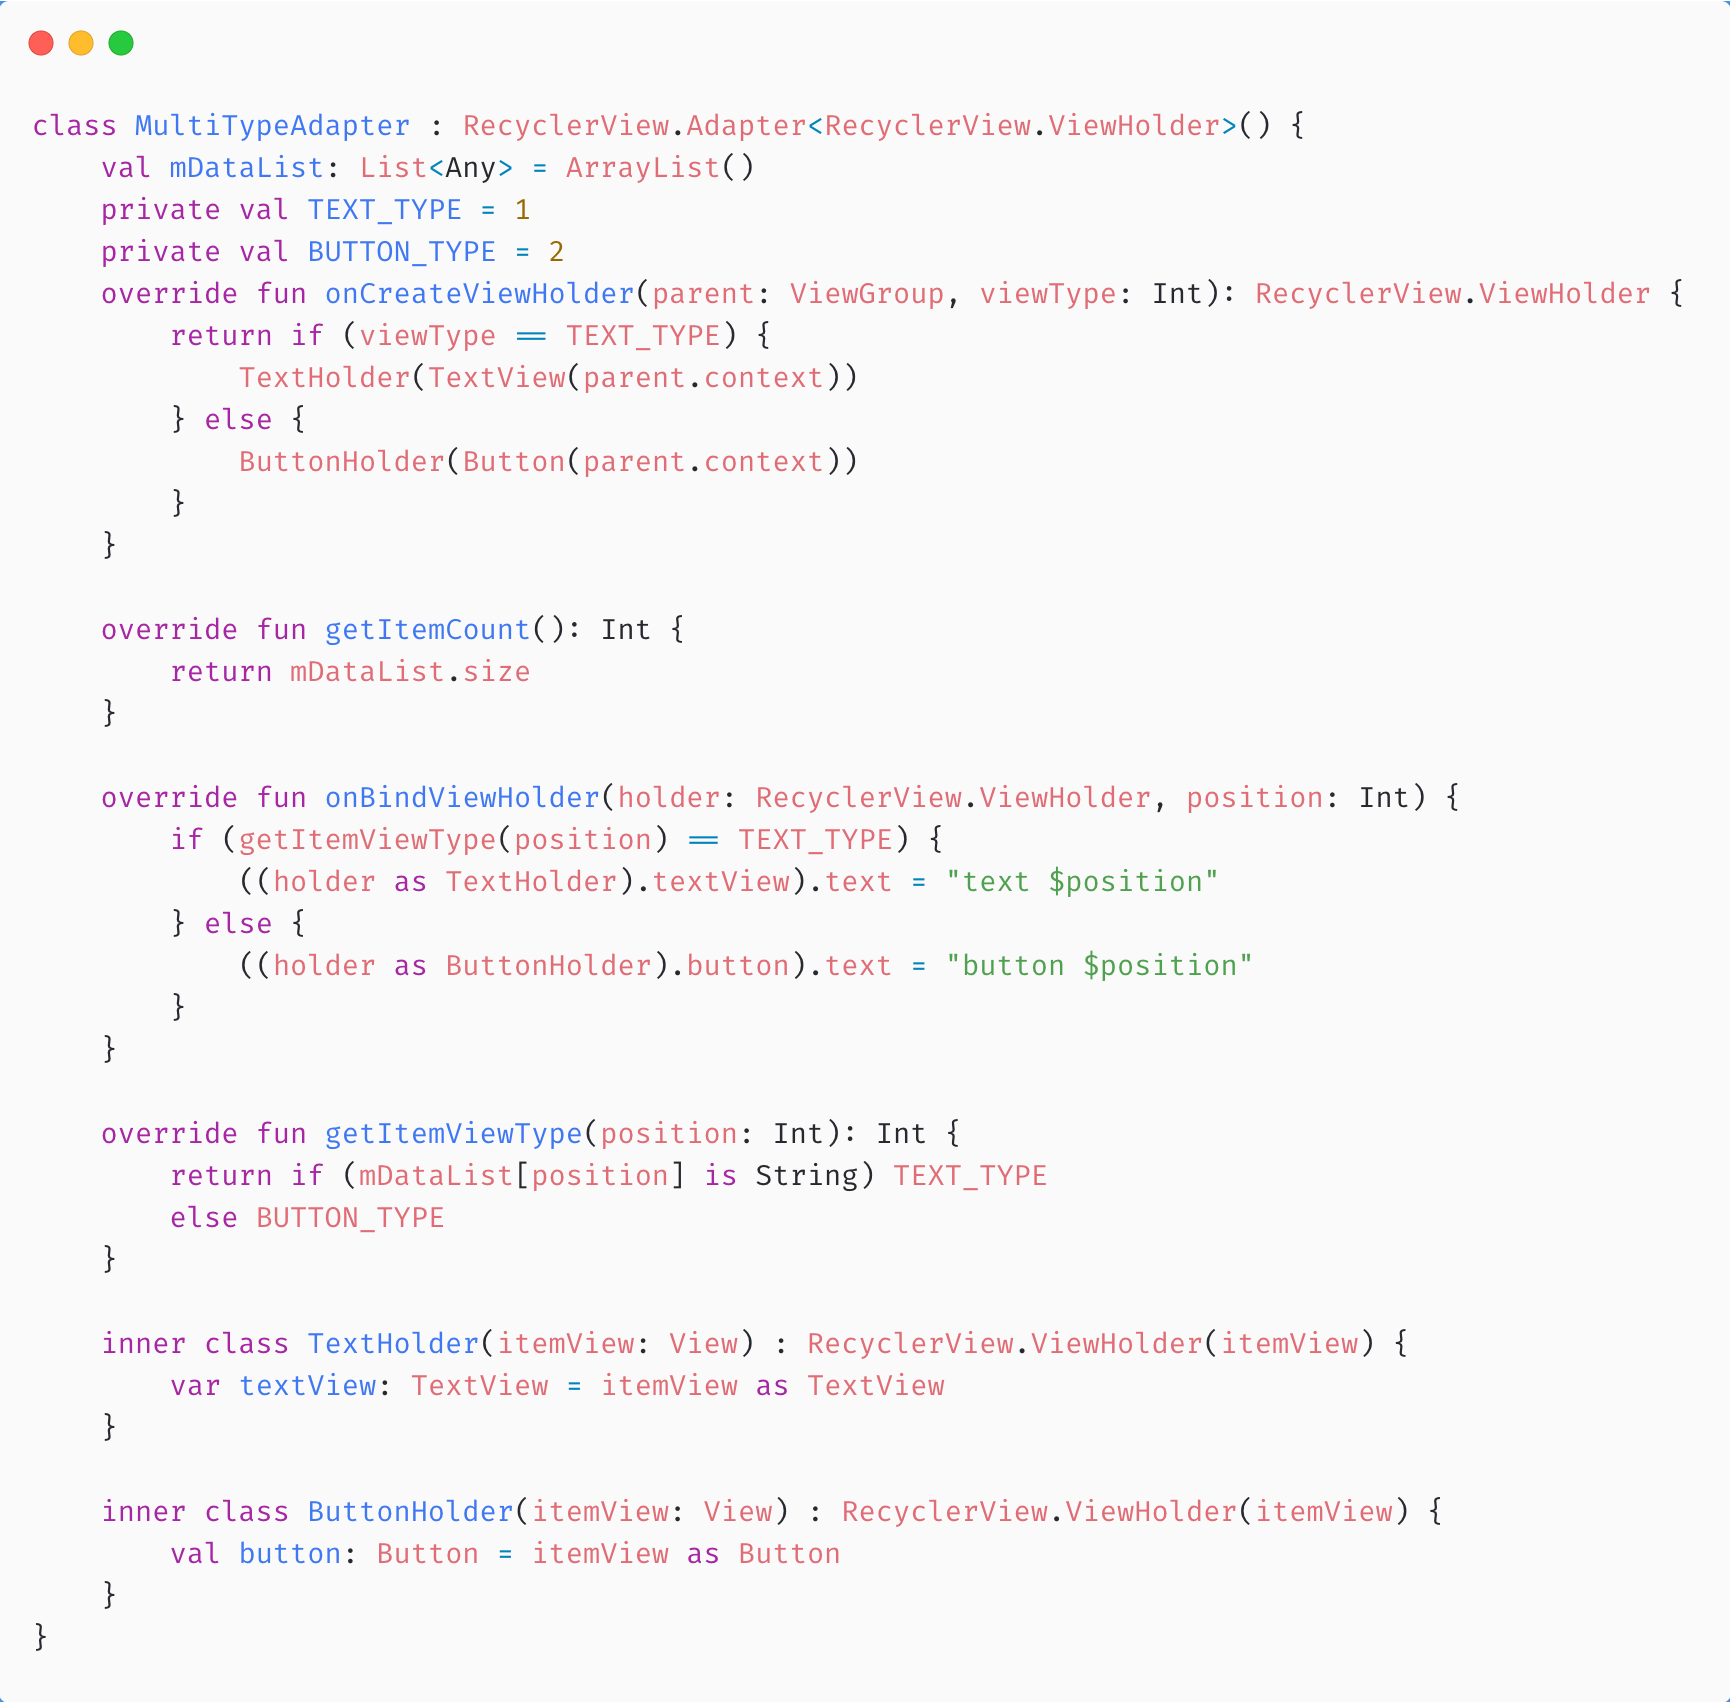 class MultiTypeAdapter : RecyclerView.Adapter<RecyclerView.ViewHolder>() {
    val mDataList: List<Any> = ArrayList()
    private val TEXT_TYPE = 1
    private val BUTTON_TYPE = 2
    override fun onCreateViewHolder(parent: ViewGroup, viewType: Int): RecyclerView.ViewHolder {
        return if (viewType == TEXT_TYPE) {
            TextHolder(TextView(parent.context))
        } else {
            ButtonHolder(Button(parent.context))
        }
    }

    override fun getItemCount(): Int {
        return mDataList.size
    }

    override fun onBindViewHolder(holder: RecyclerView.ViewHolder, position: Int) {
        if (getItemViewType(position) == TEXT_TYPE) {
            ((holder as TextHolder).textView).text = "text $position"
        } else {
            ((holder as ButtonHolder).button).text = "button $position"
        }
    }

    override fun getItemViewType(position: Int): Int {
        return if (mDataList[position] is String) TEXT_TYPE
        else BUTTON_TYPE
    }

    inner class TextHolder(itemView: View) : RecyclerView.ViewHolder(itemView) {
        var textView: TextView = itemView as TextView
    }

    inner class ButtonHolder(itemView: View) : RecyclerView.ViewHolder(itemView) {
        val button: Button = itemView as Button
    }
}